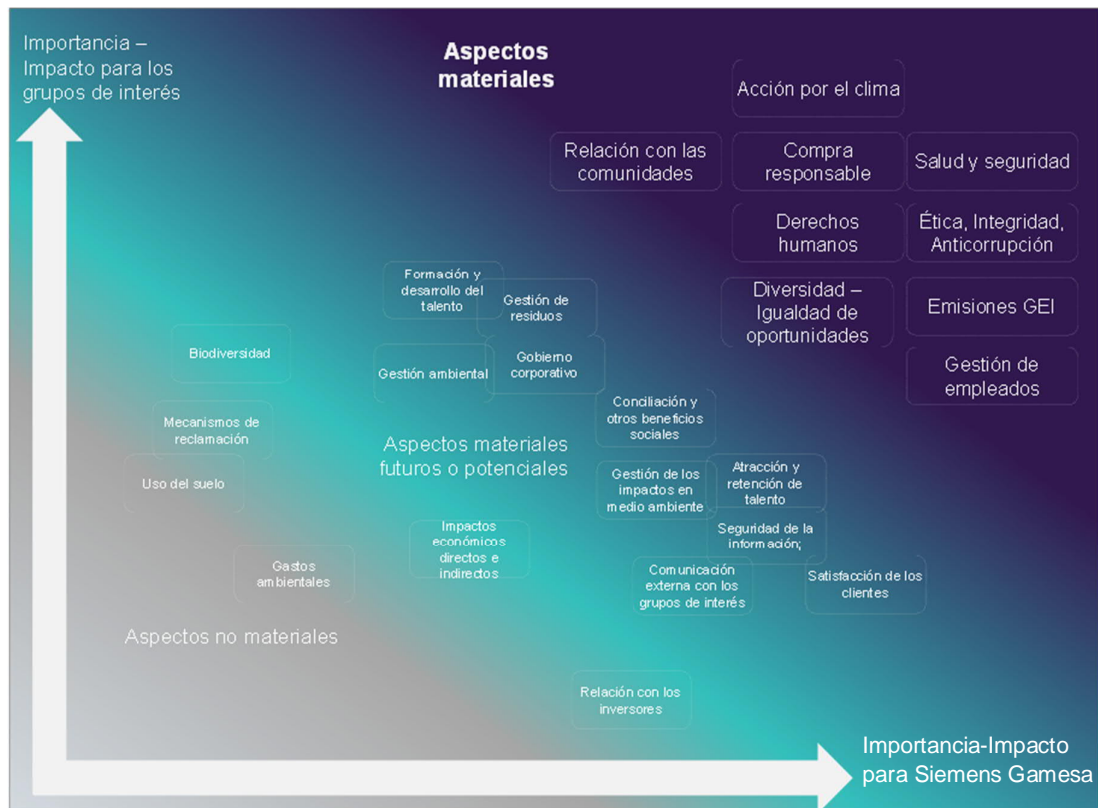 Importancia –
Impacto para los
grupos de interés
Aspectos
materiales
Acción por el clima
Relación con las
comunidades
Compra
responsable
Salud y seguridad
Derechos
humanos
Ética, Integridad,
Anticorrupción
Formación y
desarrollo del
talento
Gestión de
residuos
Diversidad –
Igualdad de
oportunidades
Emisiones GEI
Biodiversidad
Gestión ambiental
Gobierno
corporativo
Gestión de
empleados
Mecanismos de
reclamación
Conciliación y
otros beneficios
sociales
Aspectos materiales
futuros o potenciales
Uso del suelo
Gestión de los
impactos en
medio ambiente
Atracción y
retención de
talento
Impactos
económicos
directos e
indirectos
Seguridad de la
información;
Gastos
ambientales
Comunicación
externa con los
grupos de interés
Satisfacción de los
clientes
Aspectos no materiales
Relación con los
inversores
Importancia-Impacto
para Siemens Gamesa